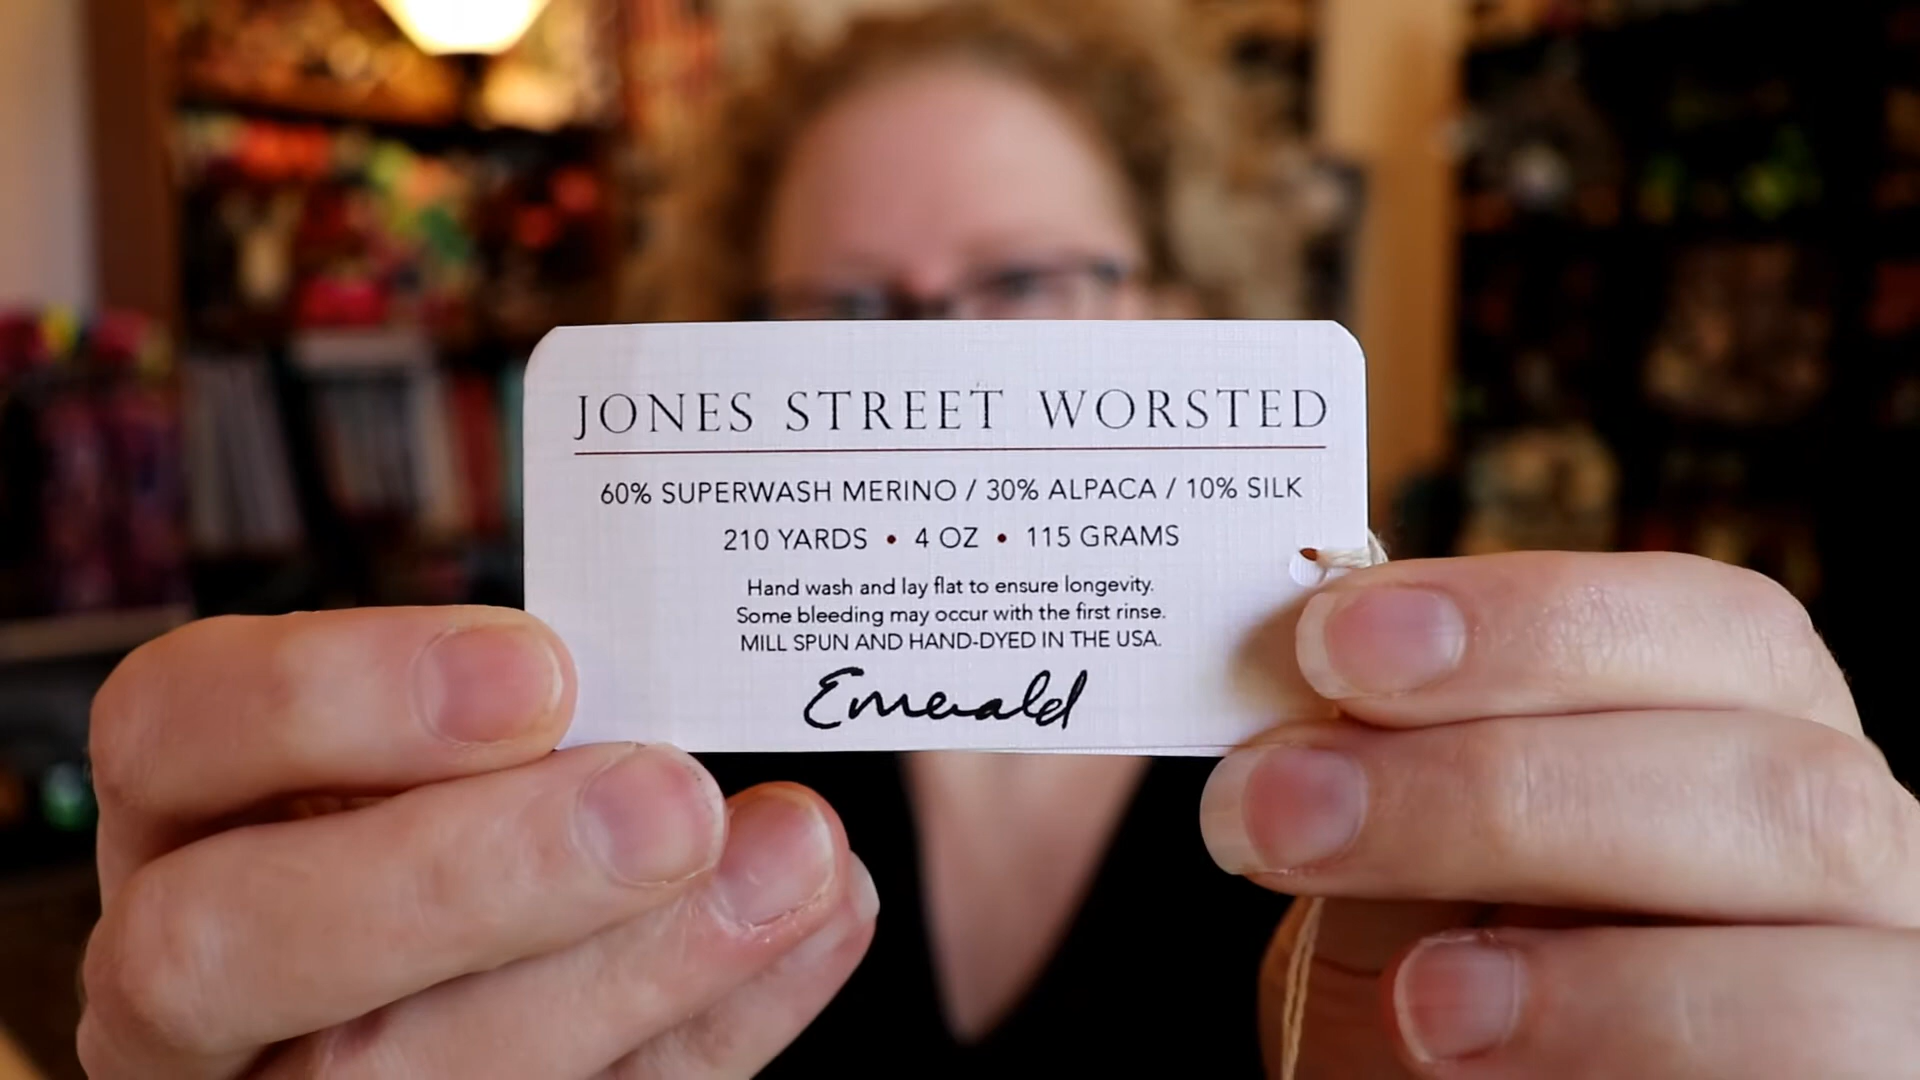 JONES STREET WORSTED
60% SUPERWASH MERINO / 30% ALPACA / 10% SILK
210 YARDS • 4 OZ • 115 GRAMS
Hand wash and lay flat to ensure longevity.
Some bleeding may occur with the first rinse.
MILL SPUN AND HAND-DYED IN THE USA.
Emerald